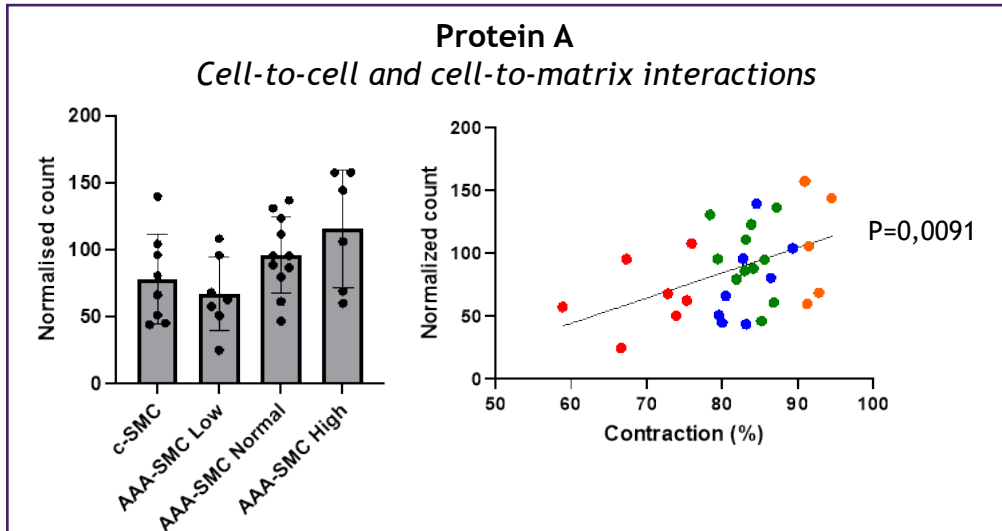 Protein A
Cell-to-cell and cell-to-matrix interactions
Normalised count
200
150
100
50
0
c-SMC
AAA-SMC Low
AAA-SMC Normal
AAA-SMC High
Normalized count
200
150
100
50
0
50 60 70 80 90 100
Contraction (%)
P=0,0091